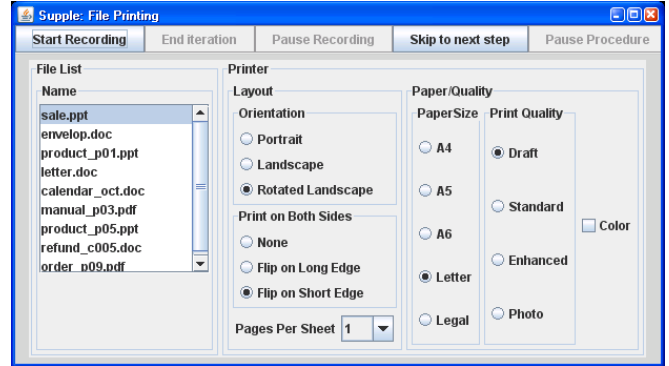 Supple: File Printing
Start Recording
End iteration
Pause Recording
Skip to next step
Pause Procedure
File List
Name
sale.ppt
envelop.doc
product_p01.ppt
letter.doc
calendar_oct.doc
manual_p03.pdf
product_p05.ppt
refund_c005.doc
order_p09.pdf
Printer
Layout
Orientation
Portrait
Landscape
Rotated Landscape
Print on Both Sides
None
Flip on Long Edge
Flip on Short Edge
Pages Per Sheet 1
Paper/Quality
PaperSize
A4
A5
A6
Letter
Legal
Print Quality
Draft
Standard
Enhanced
Photo
Color